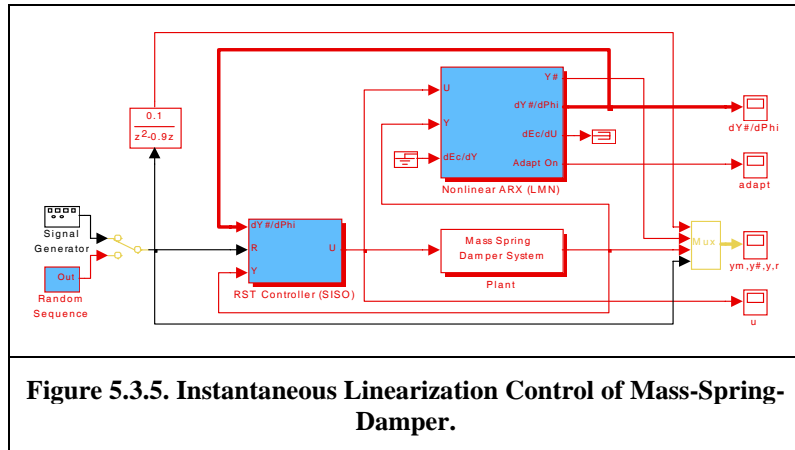 Y#
U
dY#/dPhi
0.1
z²-0.9z
Y
dEc/dU
dY#/dPhi
dEc/dY
Adapt On
Nonlinear ARX (LMN)
adapt
Signal
Generator
dY#/dPhi
R
U
Y
Mass Spring
Damper System
Plant
Mux
ym,y#,y,r
Out
Random
Sequence
RST Controller (SISO)
u
Figure 5.3.5. Instantaneous Linearization Control of Mass-Spring-
Damper.